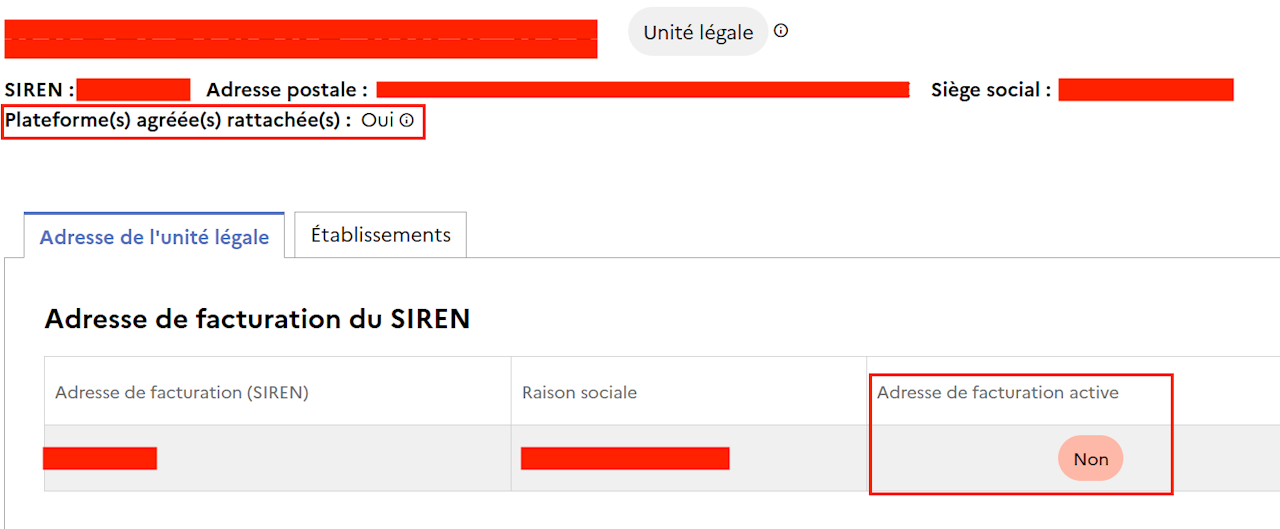 Unité légale
SIREN : Adresse postale : Siège social :
Plateforme(s) agréée(s) rattachée(s) : Oui
Adresse de l'unité légale Établissements
Adresse de facturation du SIREN
Adresse de facturation (SIREN) Raison sociale Adresse de facturation active
Non